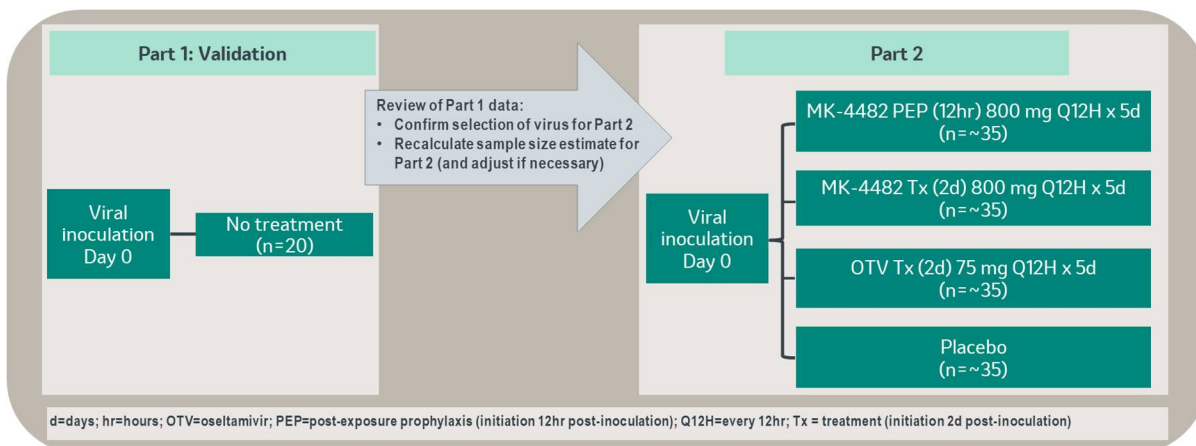 Part 1: Validation
Viral
inoculation
Day 0
No treatment
(n=20)
Review of Part 1 data:
• Confirm selection of virus for Part 2
• Recalculate sample size estimate for
Part 2 (and adjust if necessary)
Part 2
Viral
inoculation
Day 0
MK-4482 PEP (12hr) 800 mg Q12H x 5d
(n=~35)
MK-4482 Tx (2d) 800 mg Q12H x 5d
(n=~35)
OTV Tx (2d) 75 mg Q12H x 5d
(n=~35)
Placebo
(n=~35)
d=days; hr=hours; OTV=oseltamivir; PEP=post-exposure prophylaxis (initiation 12hr post-inoculation); Q12H=every 12hr; Tx = treatment (initiation 2d post-inoculation)